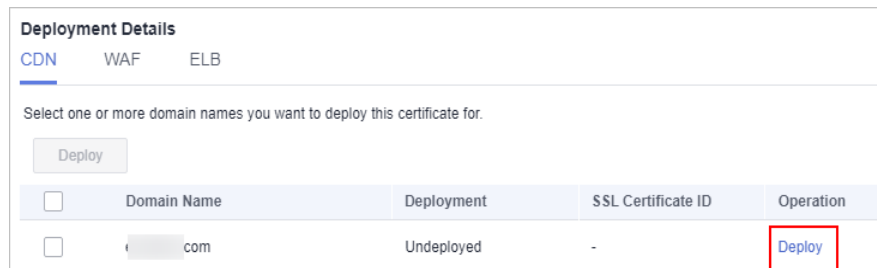 Deployment Details
CDN WAF ELB
Select one or more domain names you want to deploy this certificate for.
Deploy
Domain Name Deployment SSL Certificate ID Operation
com Undeployed - Deploy